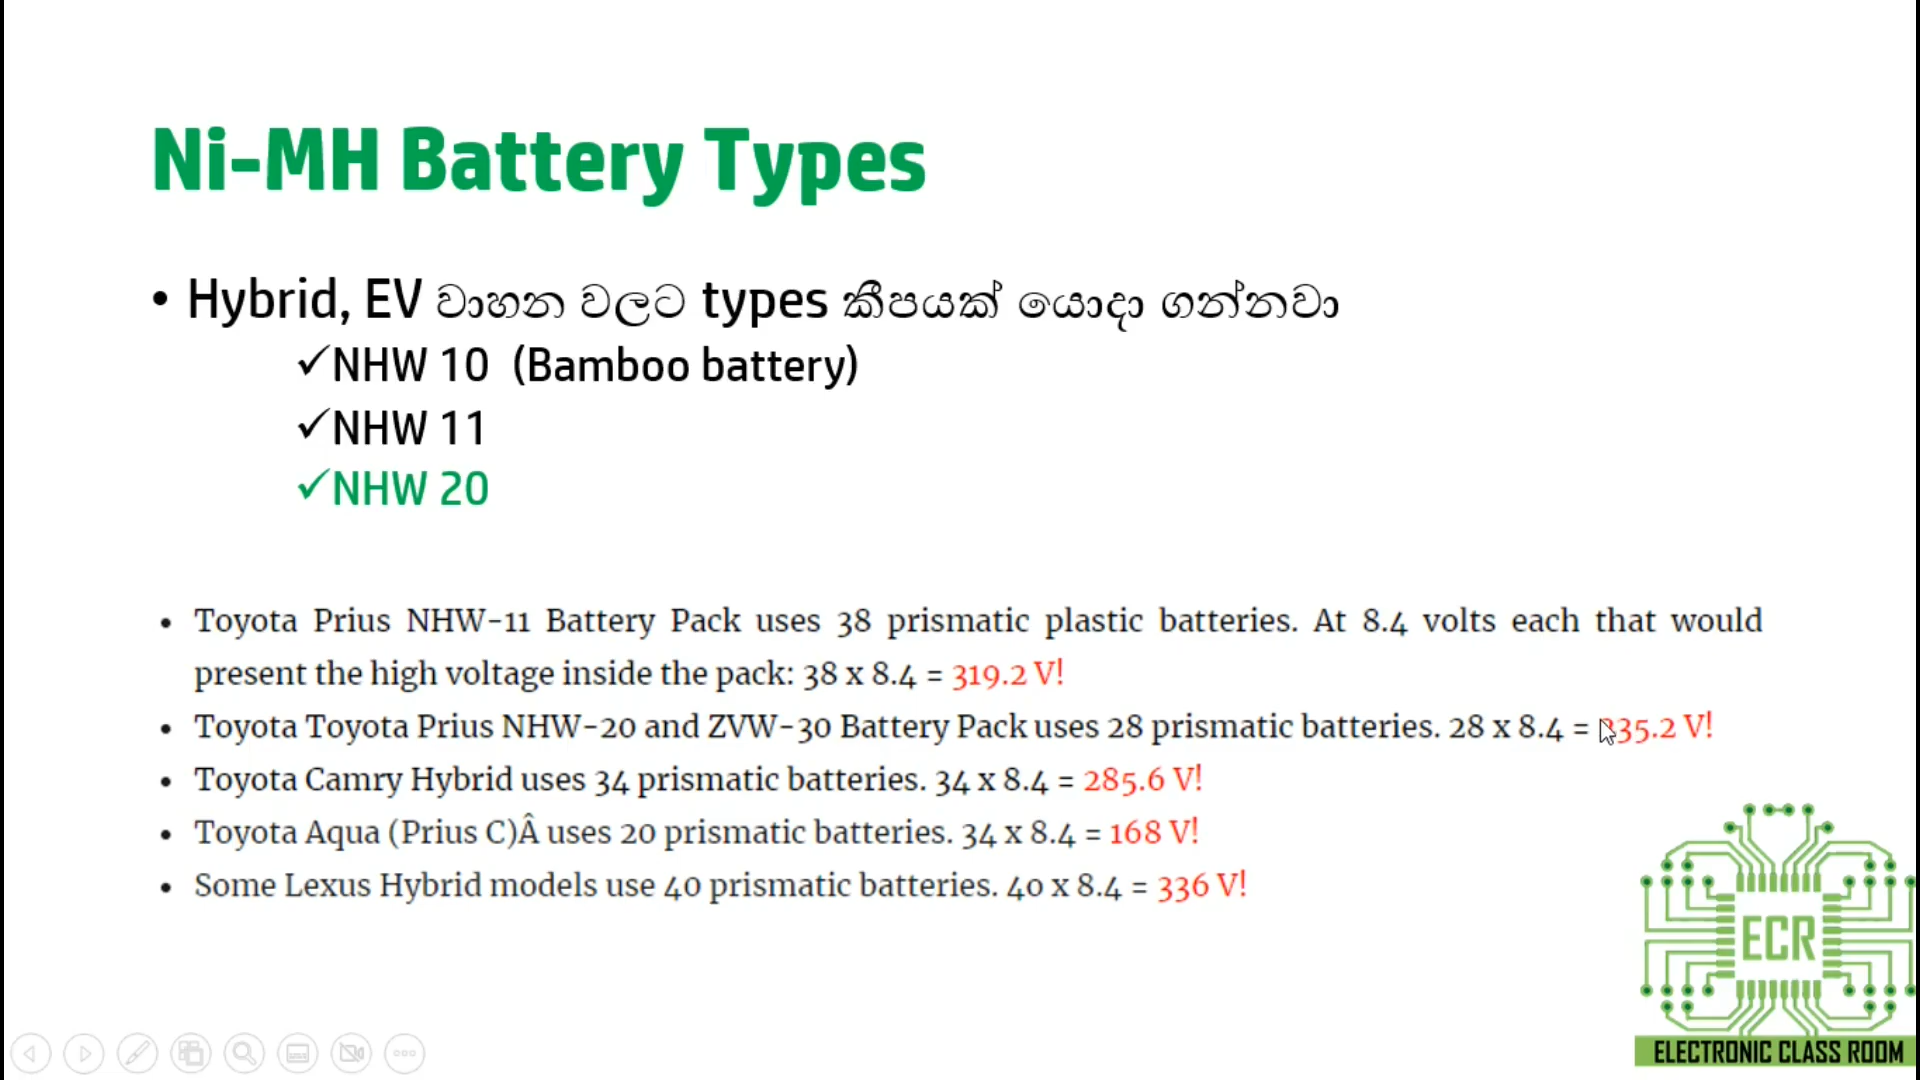 Ni-MH Battery Types
• Hybrid, EV වාහන වලට types කීපයක් යොදා ගන්නවා
✓NHW 10 (Bamboo battery)
✓NHW 11
✓NHW 20
• Toyota Prius NHW-11 Battery Pack uses 38 prismatic plastic batteries. At 8.4 volts each that would
present the high voltage inside the pack: 38 x 8.4 = 319.2 V!
• Toyota Toyota Prius NHW-20 and ZVW-30 Battery Pack uses 28 prismatic batteries. 28 x 8.4 = 335.2 V!
• Toyota Camry Hybrid uses 34 prismatic batteries. 34 x 8.4 = 285.6 V!
• Toyota Aqua (Prius C)Â uses 20 prismatic batteries. 34 x 8.4 = 168 V!
• Some Lexus Hybrid models use 40 prismatic batteries. 40 x 8.4 = 336 V!
ECR
ELECTRONIC CLASS ROOM